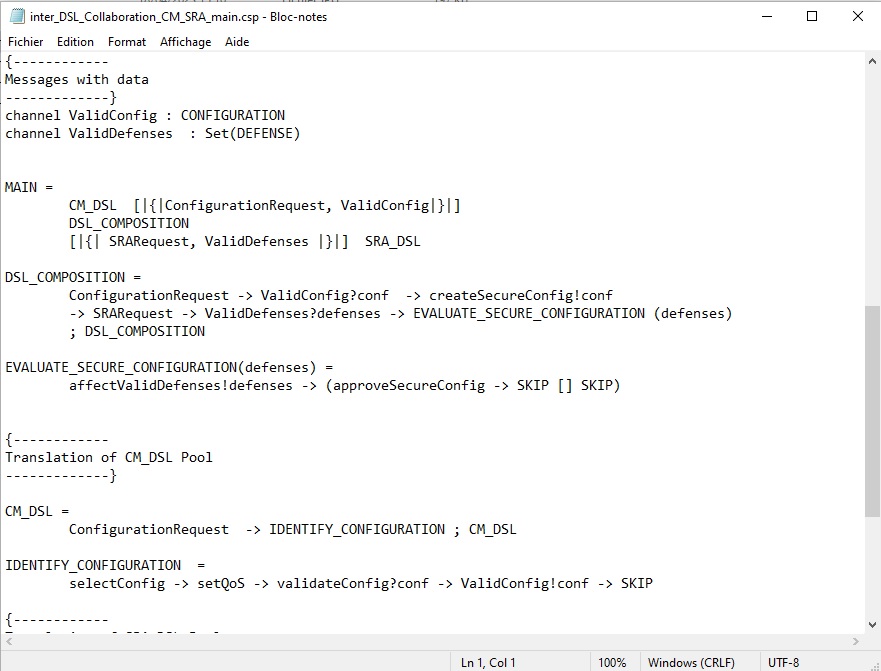 inter_DSL_Collaboration_CM_SRA_main.csp - Bloc-notes
Fichier Edition Format Affichage Aide
{------------
Messages with data
-------------}
channel ValidConfig : CONFIGURATION
channel ValidDefenses  : Set(DEFENSE)
MAIN =
CM_DSL  [|{|ConfigurationRequest, ValidConfig|}|]
DSL_COMPOSITION
[|{| SRARequest, ValidDefenses |}|]  SRA_DSL
DSL_COMPOSITION =
ConfigurationRequest -> ValidConfig?conf  -> createSecureConfig!conf
-> SRARequest -> ValidDefenses?defenses -> EVALUATE_SECURE_CONFIGURATION (defenses)
; DSL_COMPOSITION
EVALUATE_SECURE_CONFIGURATION(defenses) =
affectValidDefenses!defenses -> (approveSecureConfig -> SKIP [] SKIP)
{------------
Translation of CM_DSL Pool
-------------}
CM_DSL =
ConfigurationRequest  -> IDENTIFY_CONFIGURATION ; CM_DSL
IDENTIFY_CONFIGURATION  =
selectConfig -> setQoS -> validateConfig?conf -> ValidConfig!conf -> SKIP
{------------
Ln 1, Col 1 100% Windows (CRLF) UTF-8